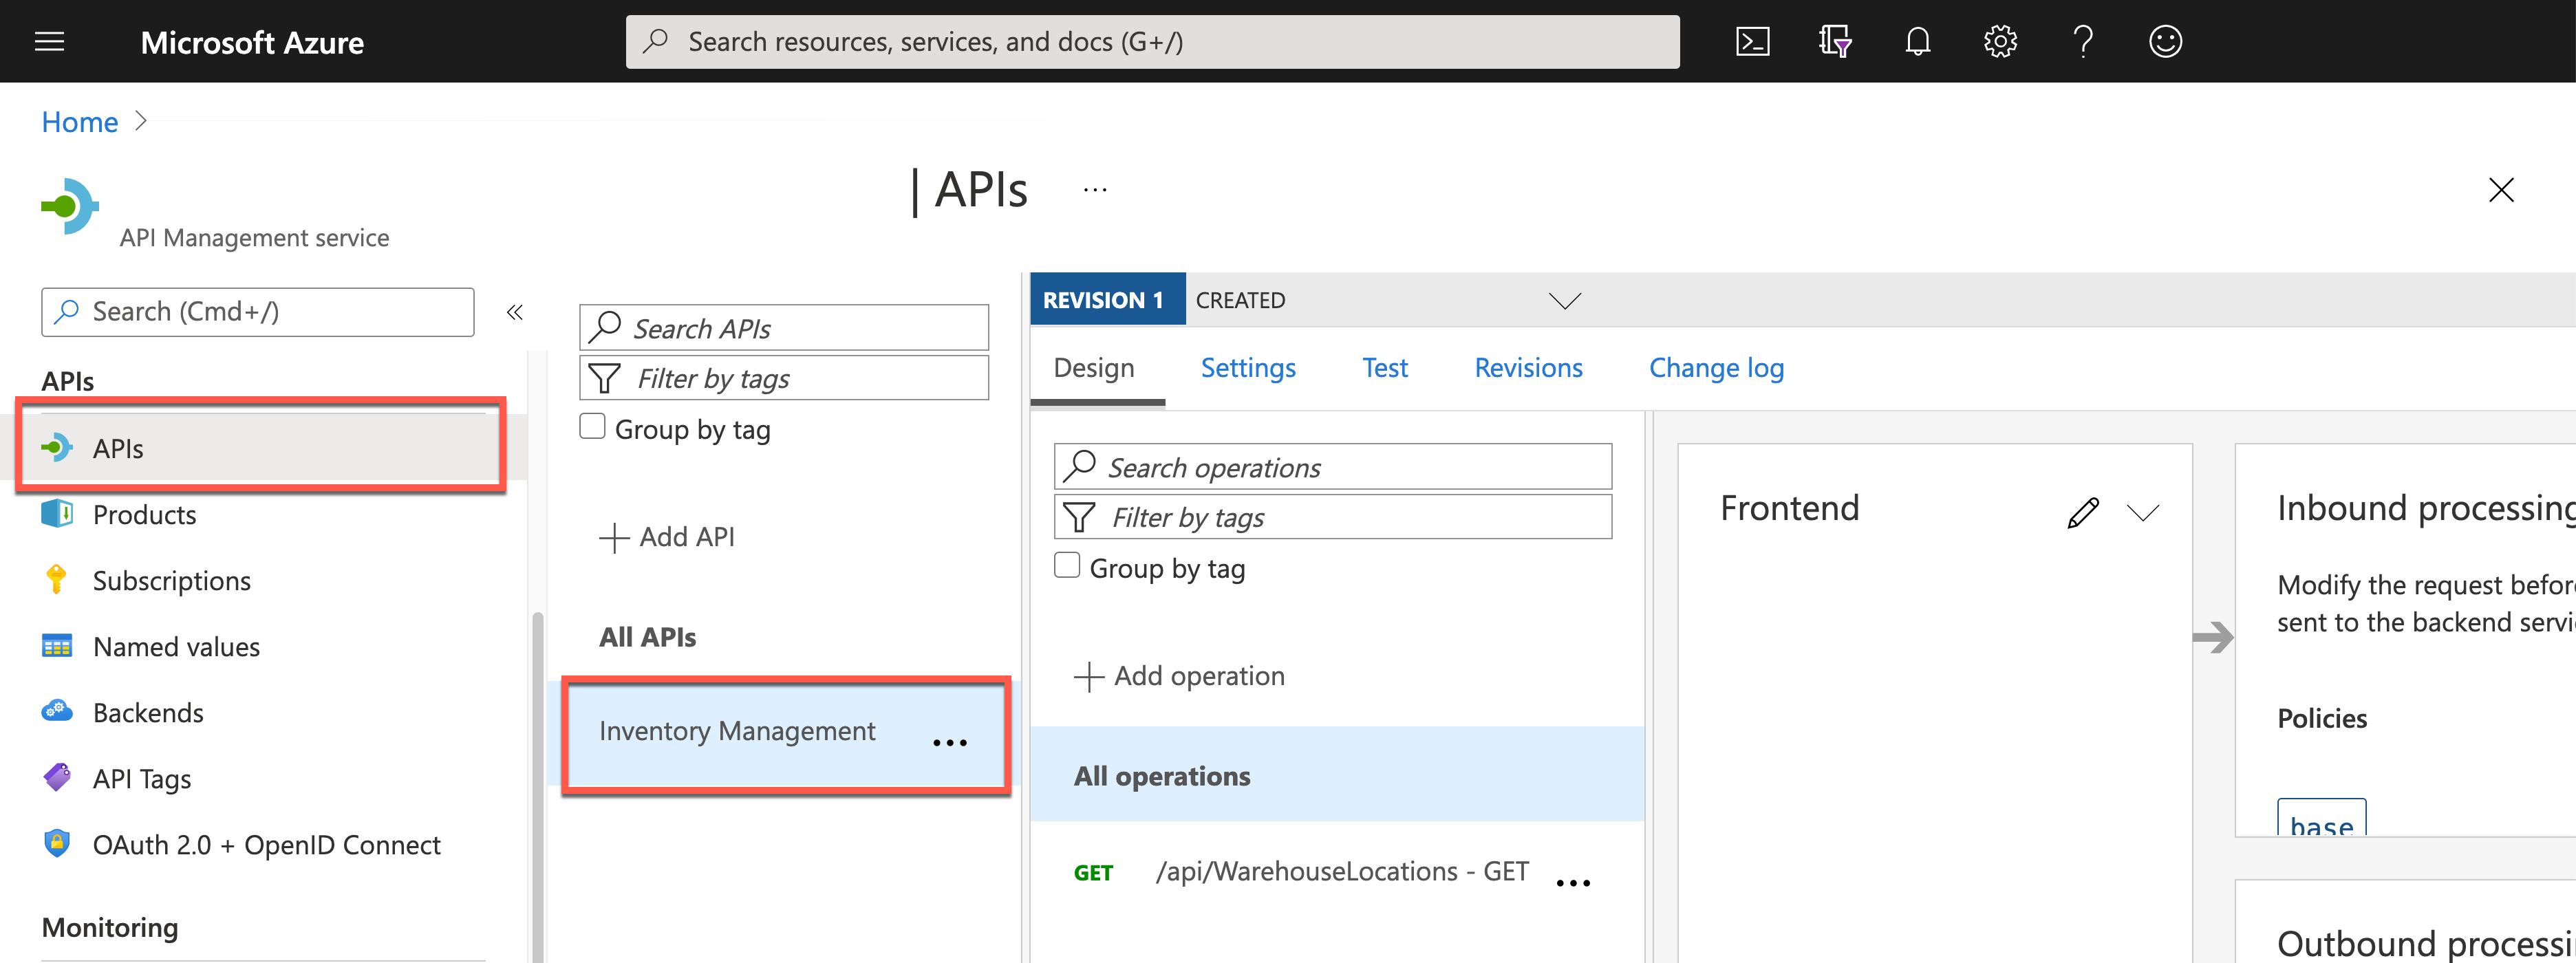 Microsoft Azure
Search resources, services, and docs (G+/)
Home
| APIs
API Management service
Search (Cmd+/)
APIs
APIs
Products
Subscriptions
Named values
Backends
API Tags
OAuth 2.0 + OpenID Connect
Monitoring
Search APIs
Filter by tags
Group by tag
Add API
All APIs
Inventory Management
REVISION 1
CREATED
Design
Settings
Test
Revisions
Change log
Search operations
Filter by tags
Group by tag
Add operation
All operations
GET /api/WarehouseLocations - GET
Frontend
Inbound processing
Modify the request before
sent to the backend servi
Policies
base
Outbound processi